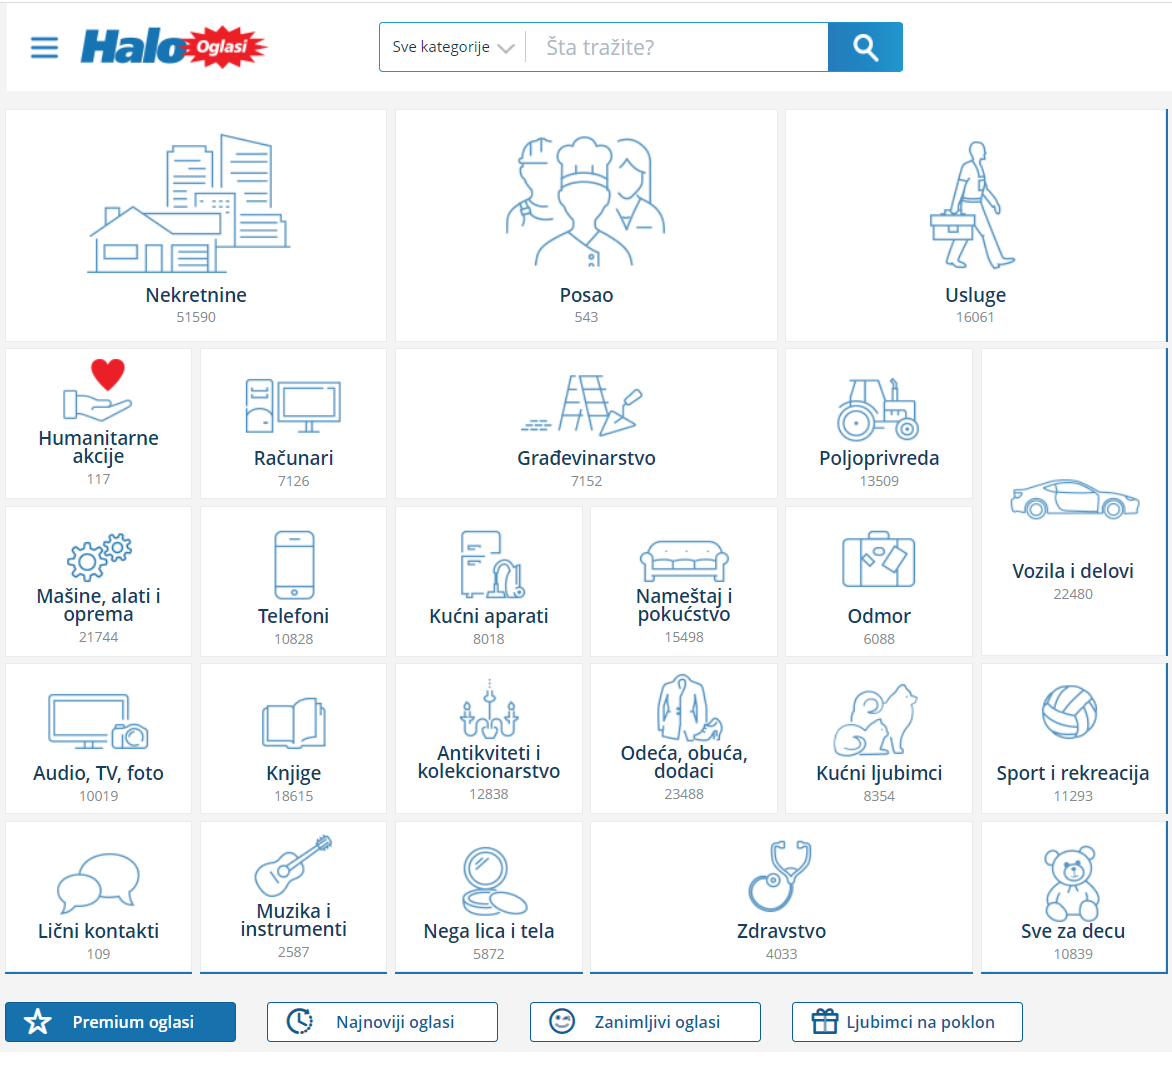 Halo Oglasi
Sve kategorije
Šta tražite?
Nekretnine
51590
Posao
543
Usluge
16061
Humanitarne
akcije
117
Računari
7126
Građevinarstvo
7152
Poljoprivreda
13509
Vozila i delovi
22480
Mašine, alati i
oprema
21744
Telefoni
10828
Kućni aparati
8018
Nameštaj i
pokućstvo
15498
Odmor
6088
Audio, TV, foto
10019
Knjige
18615
Antikviteti i
kolekcionarstvo
12838
Odeća, obuća,
dodaci
23488
Kućni ljubimci
8354
Sport i rekreacija
11293
Lični kontakti
109
Muzika i
instrumenti
2587
Nega lica i tela
5872
Zdravstvo
4033
Sve za decu
10839
Premium oglasi
Najnoviji oglasi
Zanimljivi oglasi
Ljubimci na poklon